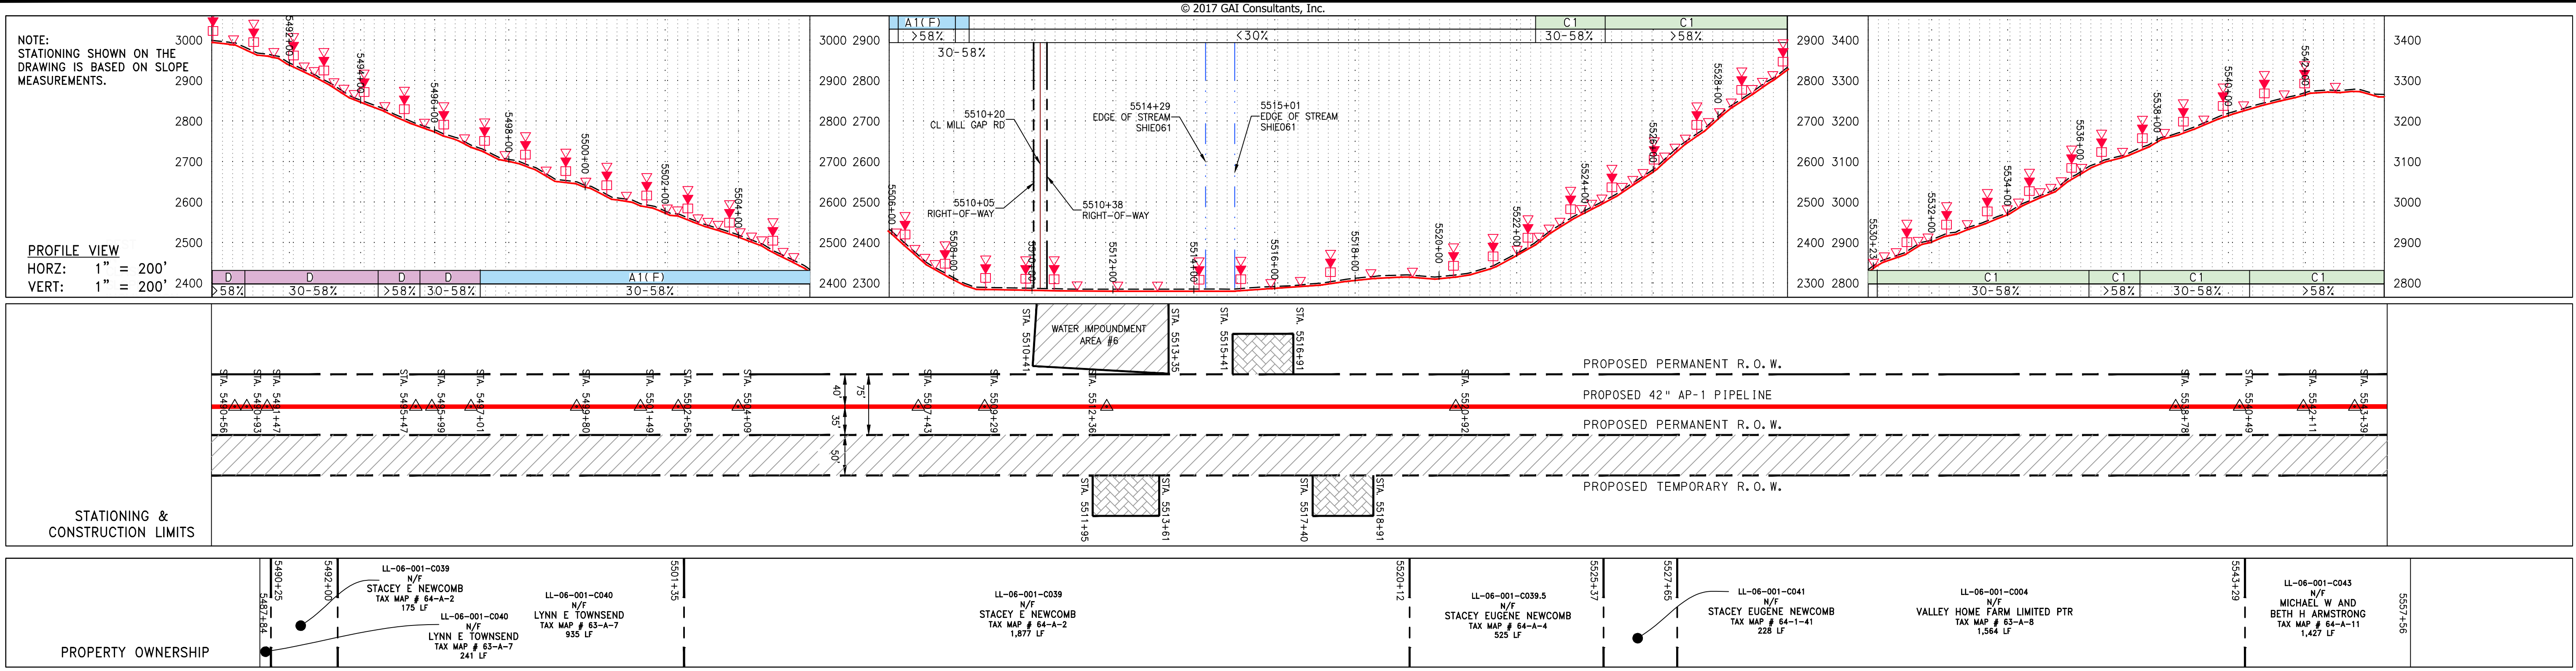 © 2017 GAI Consultants, Inc.
NOTE:
STATIONING SHOWN ON THE
DRAWING IS BASED ON SLOPE
MEASUREMENTS.
PROFILE VIEW
HORZ: 1" = 200'
VERT: 1" = 200'
3000
2900
2800
2700
2600
2500
2400
5492+00
5494+00
5496+00
5498+00
5500+00
5502+00
5504+00
D D D D A1(F)
>58% 30-58% >58% 30-58% 30-58%
3000 2900
2900 2800
2800 2700
2700 2600
2600 2500
2500 2400
2400 2300
A1(F) C1 C1
>58% <30% 30-58% >58%
30-58%
5510+20
CL MILL GAP RD
5510+05
RIGHT-OF-WAY
5510+38
RIGHT-OF-WAY
5514+29
EDGE OF STREAM
SHIE061
5515+01
EDGE OF STREAM
SHIE061
5506+00
5508+00
5510+00
5512+00
5514+00
5516+00
5518+00
5520+00
5522+00
5524+00
5526+00
5528+00
2900 3400
2800 3300
2700 3200
2600 3100
2500 3000
2400 2900
2300 2800
5530+23
5532+00
5534+00
5536+00
5538+00
5540+00
5542+00
C1 C1 C1 C1
30-58% >58% 30-58% >58%
3400
3300
3200
3100
3000
2900
2800
STATIONING &
CONSTRUCTION LIMITS
STA. 5490+56
STA. 5490+93
STA. 5491+47
STA. 5495+47
STA. 5495+99
STA. 5497+01
STA. 5499+80
STA. 5501+49
STA. 5502+56
STA. 5504+09
40'
75'
35'
50'
STA. 5507+43
STA. 5509+29
STA. 5512+36
STA. 5510+41
WATER IMPOUNDMENT
AREA #6
STA. 5513+35
STA. 5515+41
STA. 5516+91
STA. 5511+95
STA. 5513+61
STA. 5517+40
STA. 5518+91
STA. 5520+92
PROPOSED PERMANENT R.O.W.
PROPOSED 42" AP-1 PIPELINE
PROPOSED PERMANENT R.O.W.
PROPOSED TEMPORARY R.O.W.
STA. 5538+78
STA. 5540+49
STA. 5542+11
STA. 5543+39
PROPERTY OWNERSHIP
5487+84
5490+25
5492+00
LL-06-001-C039
N/F
STACEY E NEWCOMB
TAX MAP # 64-A-2
175 LF
LL-06-001-C040
N/F
LYNN E TOWNSEND
TAX MAP # 63-A-7
241 LF
LL-06-001-C040
N/F
LYNN E TOWNSEND
TAX MAP # 63-A-7
935 LF
5501+35
LL-06-001-C039
N/F
STACEY E NEWCOMB
TAX MAP # 64-A-2
1,877 LF
5520+12
LL-06-001-C039.5
N/F
STACEY EUGENE NEWCOMB
TAX MAP # 64-A-4
525 LF
5525+37
5527+65
LL-06-001-C041
N/F
STACEY EUGENE NEWCOMB
TAX MAP # 64-1-41
228 LF
LL-06-001-C004
N/F
VALLEY HOME FARM LIMITED PTR
TAX MAP # 63-A-8
1,564 LF
5543+29
LL-06-001-C043
N/F
MICHAEL W AND
BETH H ARMSTRONG
TAX MAP # 64-A-11
1,427 LF
5557+56